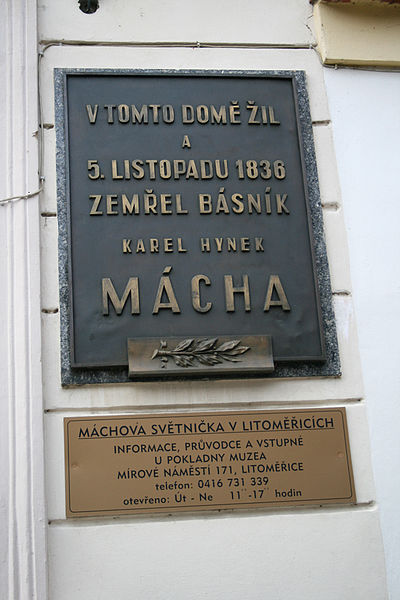 V TOMTO DOMĚ ŽIL
A
5. LISTOPADU 1836
ZEMŘEL BÁSNÍK
KAREL HYNEK
MÁCHA
MÁCHOVA SVĚTNIČKA V LITOMĚŘICÍCH
INFORMACE, PRŮVODCE A VSTUPNÉ
U POKLADNY MUZEA
MÍROVÉ NÁMĚSTÍ 171, LITOMĚŘICE
telefon: 0416 731 339
otevřeno: Út - Ne 11°°-17°° hodin